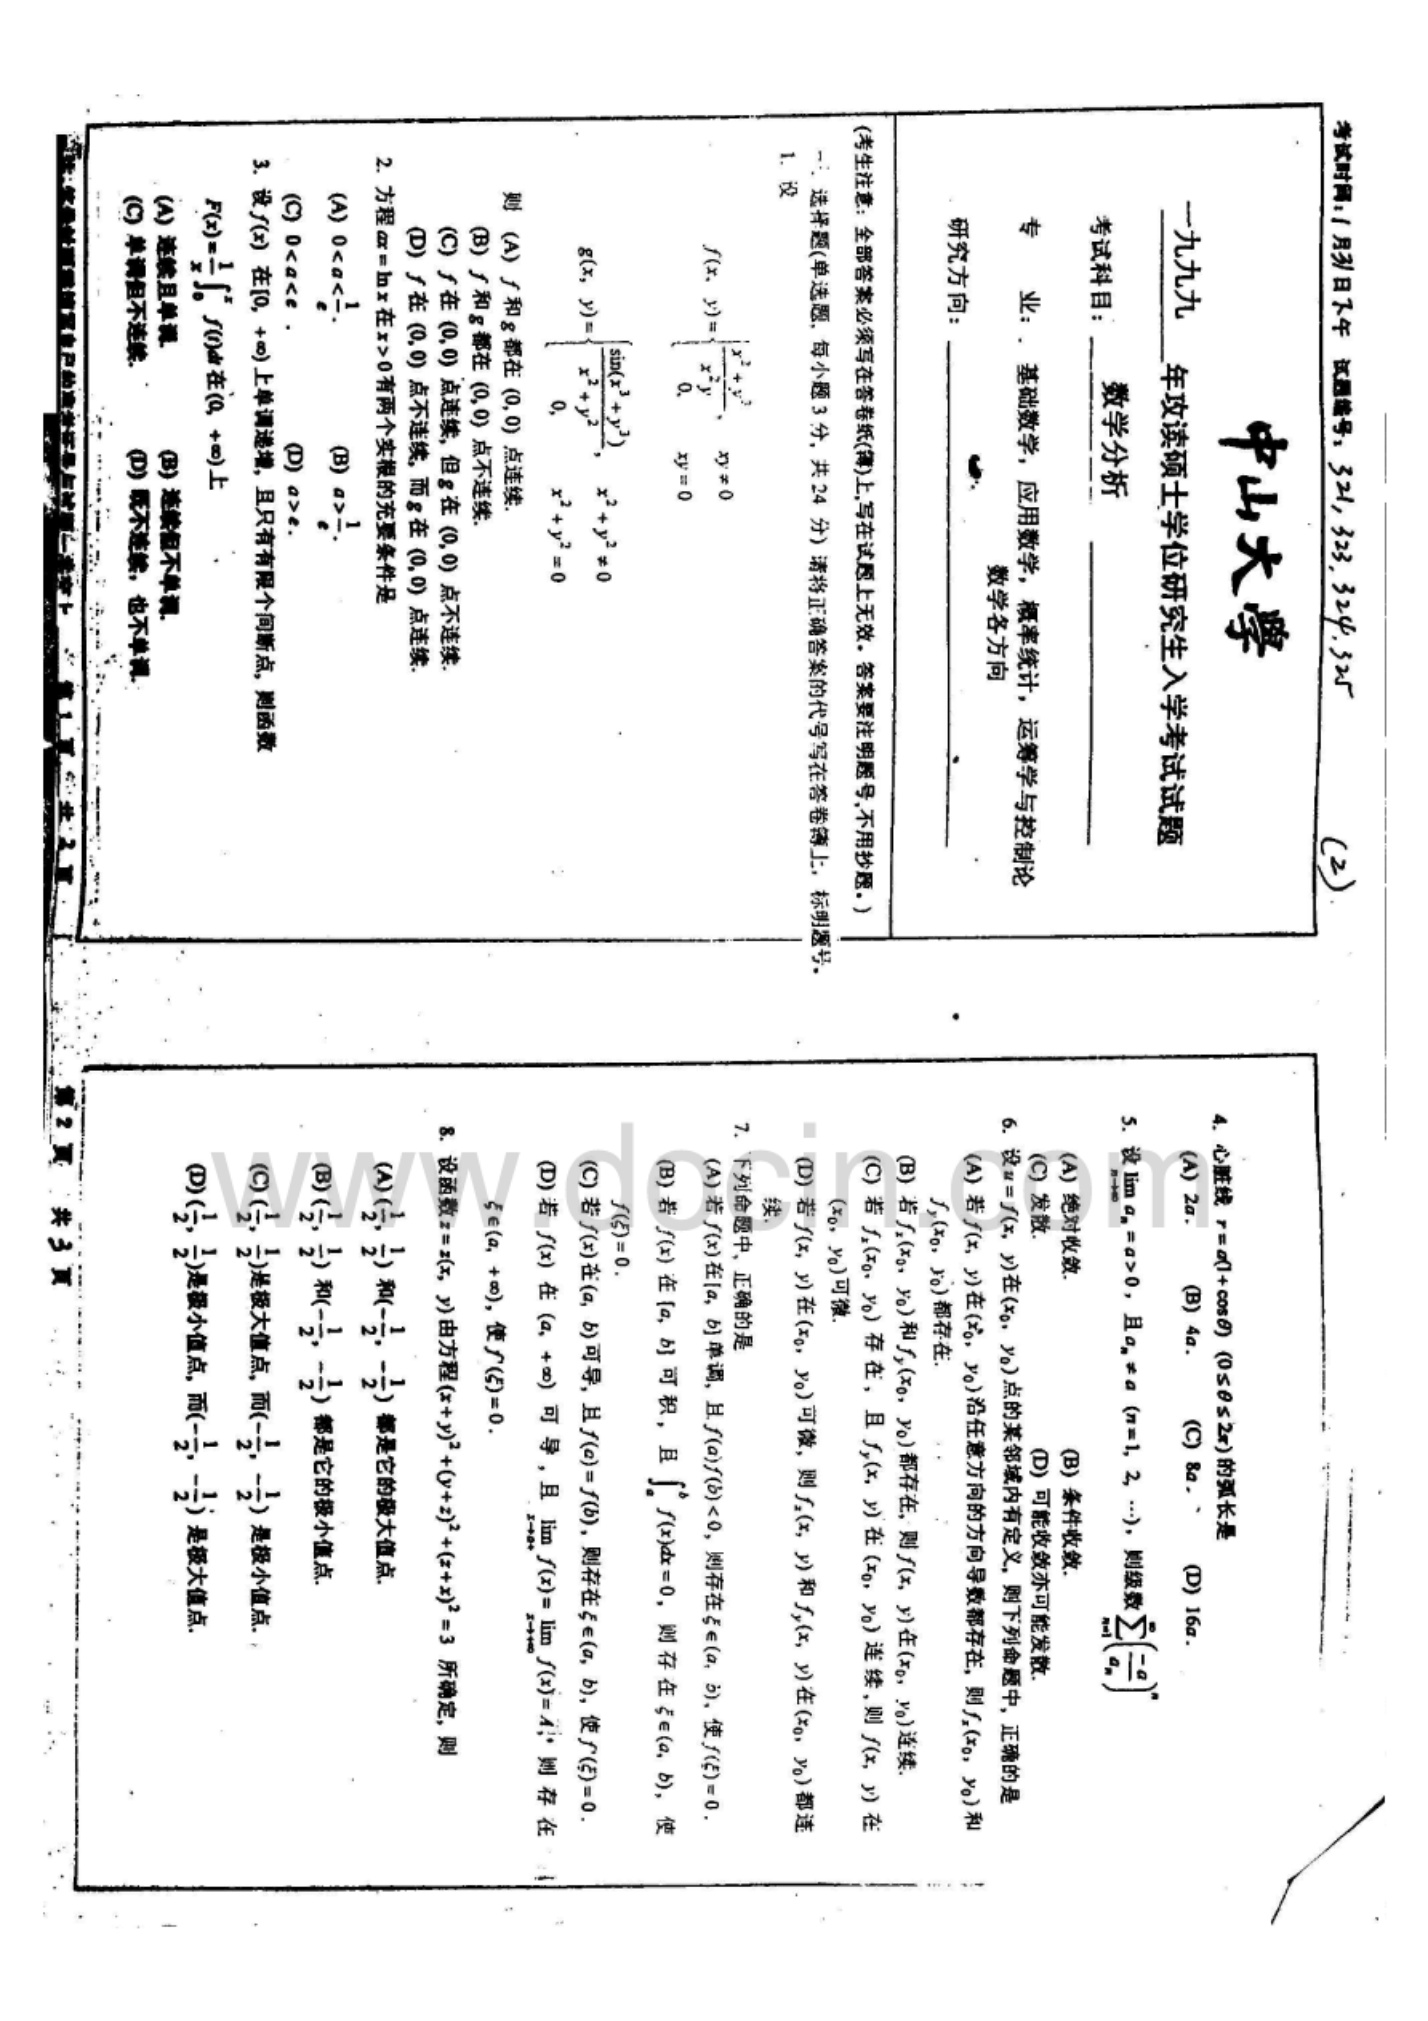 考试时间：1月31日下午 试题编号：321, 323, 324, 325 (2)
中山大学
一九九九 年攻读硕士学位研究生入学考试试题
考试科目： 数学分析
专 业： 基础数学，应用数学，概率统计，运筹学与控制论
数学各方向
研究方向：
(考生注意：全部答案必须写在答卷纸(簿)上,写在试题上无效。答案要注明题号,不用抄题。)
一. 选择题(单选题，每小题 3 分，共 24 分) 请将正确答案的代号写在答卷簿上，标明题号。
1. 设
f(x, y) = { (x²+y²)/(x²y), xy≠0
0, xy=0
g(x, y) = { sin(x³+y³)/(x²+y²), x²+y²≠0
0, x²+y²=0
则 (A) f 和 g 都在 (0,0) 点连续.
(B) f 和 g 都在 (0,0) 点不连续.
(C) f 在 (0,0) 点连续, 但 g 在 (0,0) 点不连续.
(D) f 在 (0,0) 点不连续, 而 g 在 (0,0) 点连续.
2. 方程 ax = ln x 在 x>0 有两个实根的充要条件是
(A) 0<a<1/e. (B) a>1/e.
(C) 0<a<e. (D) a>e.
3. 设 f(x) 在[0, +∞)上单调递增，且只有有限个间断点，则函数
F(x)=1/x ∫₀ˣ f(t)dt 在(0, +∞)上
(A) 连续且单调. (B) 连续但不单调.
(C) 单调但不连续. (D) 既不连续，也不单调.
第 1 页 共 2 页
4. 心脏线 r=a(1+cosθ) (0≤θ≤2π)的弧长是
(A) 2a. (B) 4a. (C) 8a. (D) 16a.
5. 设 lim n→∞ aₙ=a>0，且 aₙ≠a (n=1, 2, …)，则级数 ∑ n=1 ∞ (-a/aₙ)ⁿ
(A) 绝对收敛. (B) 条件收敛.
(C) 发散. (D) 可能收敛亦可能发散.
6. 设 u=f(x, y)在(x₀, y₀)点的某邻域内有定义，则下列命题中，正确的是
(A) 若 f(x, y)在(x₀, y₀)沿任意方向的方向导数都存在，则 fₓ(x₀, y₀)和
f_y(x₀, y₀)都存在.
(B) 若 fₓ(x₀, y₀)和 f_y(x₀, y₀)都存在，则 f(x, y)在(x₀, y₀)连续.
(C) 若 fₓ(x₀, y₀) 存在，且 f_y(x, y) 在 (x₀, y₀) 连续,则 f(x, y) 在
(x₀, y₀)可微.
(D) 若 f(x, y)在(x₀, y₀)可微，则 fₓ(x, y)和 f_y(x, y)在(x₀, y₀)都连
续.
7. 下列命题中，正确的是
(A) 若 f(x)在[a, b]单调，且 f(a)f(b)<0，则存在 ξ∈(a, b)，使 f(ξ)=0.
(B) 若 f(x) 在 [a, b] 可积，且 ∫ₐᵇ f(x)dx=0，则存在 ξ∈(a, b)，使
f(ξ)=0.
(C) 若 f(x)在(a, b)可导，且 f(a)=f(b)，则存在 ξ∈(a, b)，使 f'(ξ)=0.
(D) 若 f(x) 在 (a, +∞) 可导，且 lim x→a+ f(x)= lim x→+∞ f(x)=A，则存在
ξ∈(a, +∞)，使 f'(ξ)=0.
8. 设函数 z=z(x, y)由方程(x+y)²+(y+z)²+(z+x)²=3 所确定，则
(A) (1/2, 1/2) 和(-1/2, -1/2) 都是它的极大值点.
(B) (1/2, 1/2) 和(-1/2, -1/2) 都是它的极小值点.
(C) (1/2, 1/2)是极大值点，而(-1/2, -1/2) 是极小值点.
(D) (1/2, 1/2)是极小值点，而(-1/2, -1/2) 是极大值点.
第 2 页 共 3 页
www.docin.com